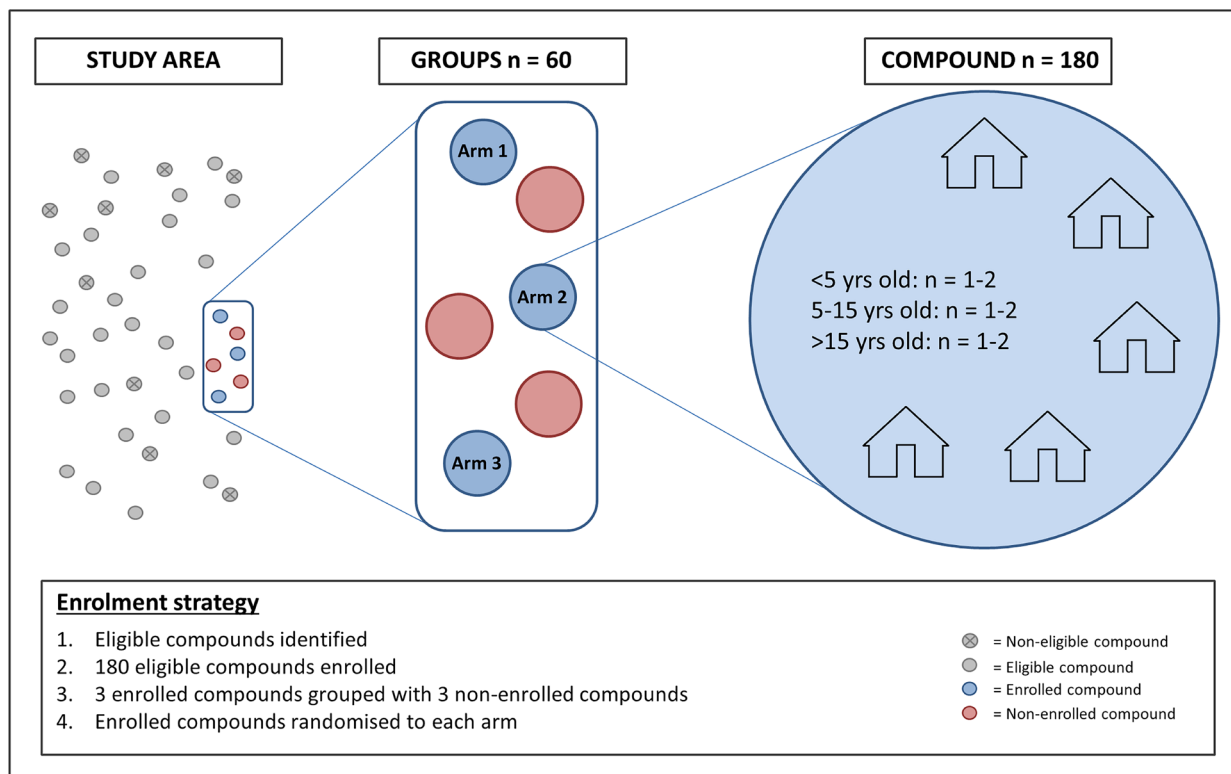 STUDY AREA
GROUPS n = 60
COMPOUND n = 180
Arm 1
Arm 2
Arm 3
<5 yrs old: n = 1-2
5-15 yrs old: n = 1-2
>15 yrs old: n = 1-2
Enrolment strategy
1. Eligible compounds identified
2. 180 eligible compounds enrolled
3. 3 enrolled compounds grouped with 3 non-enrolled compounds
4. Enrolled compounds randomised to each arm
= Non-eligible compound
= Eligible compound
= Enrolled compound
= Non-enrolled compound